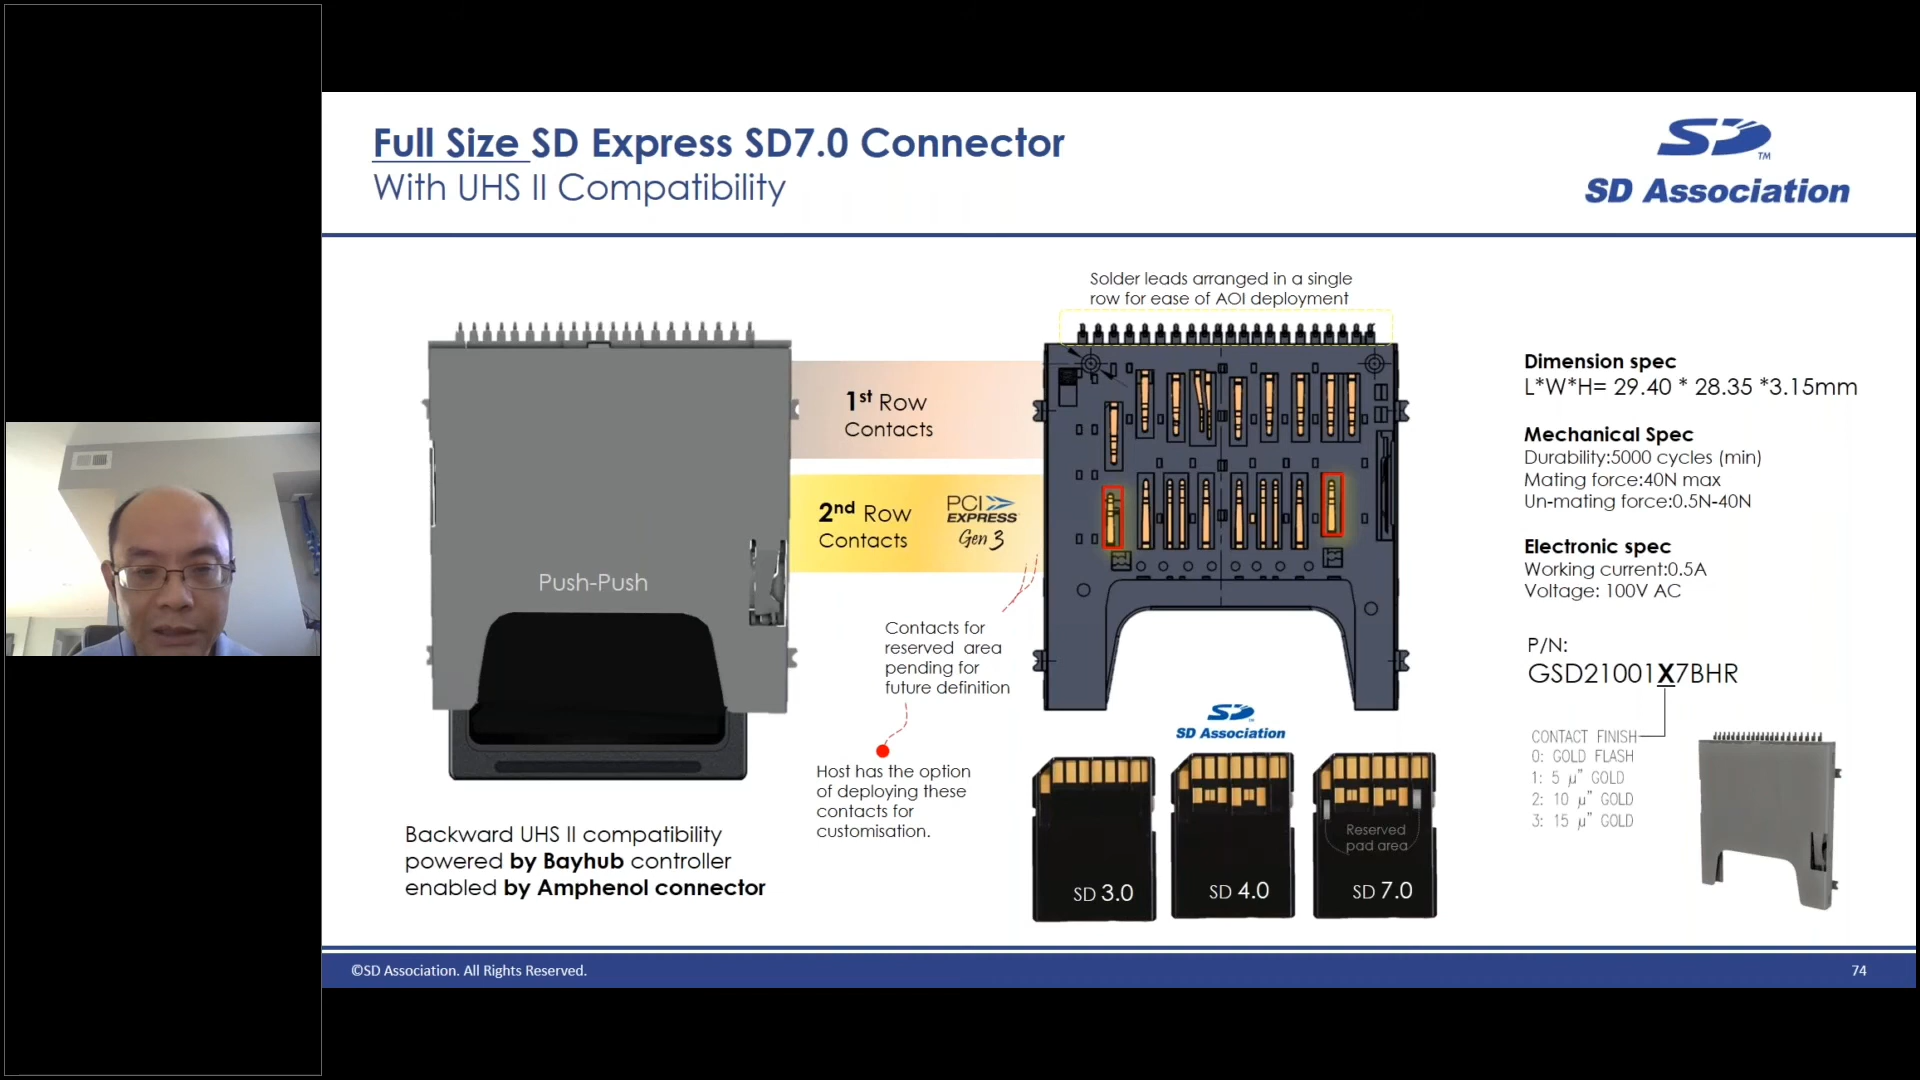 Full Size SD Express SD7.0 Connector
With UHS II Compatibility
SD
TM
SD Association
Solder leads arranged in a single
row for ease of AOI deployment
1st Row
Contacts
2nd Row
Contacts
PCI
EXPRESS
Gen 3
Push-Push
Contacts for
reserved area
pending for
future definition
Host has the option
of deploying these
contacts for
customisation.
Backward UHS II compatibility
powered by Bayhub controller
enabled by Amphenol connector
SD
SD Association
SD 3.0
SD 4.0
Reserved
pad area
SD 7.0
Dimension spec
L*W*H= 29.40 * 28.35 *3.15mm
Mechanical Spec
Durability:5000 cycles (min)
Mating force:40N max
Un-mating force:0.5N-40N
Electronic spec
Working current:0.5A
Voltage: 100V AC
P/N:
GSD21001X7BHR
CONTACT FINISH
0: GOLD FLASH
1: 5 µ" GOLD
2: 10 µ" GOLD
3: 15 µ" GOLD
©SD Association. All Rights Reserved.
74